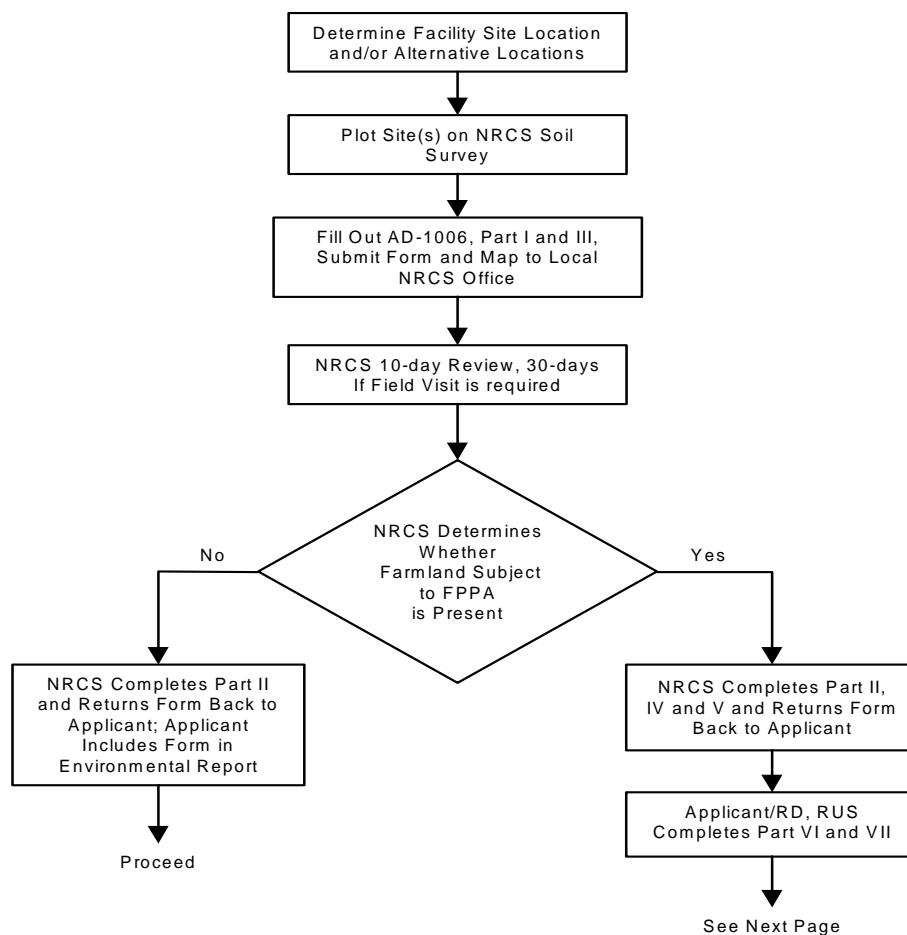 Determine Facility Site Location
and/or Alternative Locations
Plot Site(s) on NRCS Soil
Survey
Fill Out AD-1006, Part I and III,
Submit Form and Map to Local
NRCS Office
NRCS 10-day Review, 30-days
If Field Visit is required
NRCS Determines
Whether
Farmland Subject
to FPPA
is Present
No
Yes
NRCS Completes Part II
and Returns Form Back to
Applicant; Applicant
Includes Form in
Environmental Report
Proceed
NRCS Completes Part II,
IV and V and Returns Form
Back to Applicant
Applicant/RD, RUS
Completes Part VI and VII
See Next Page